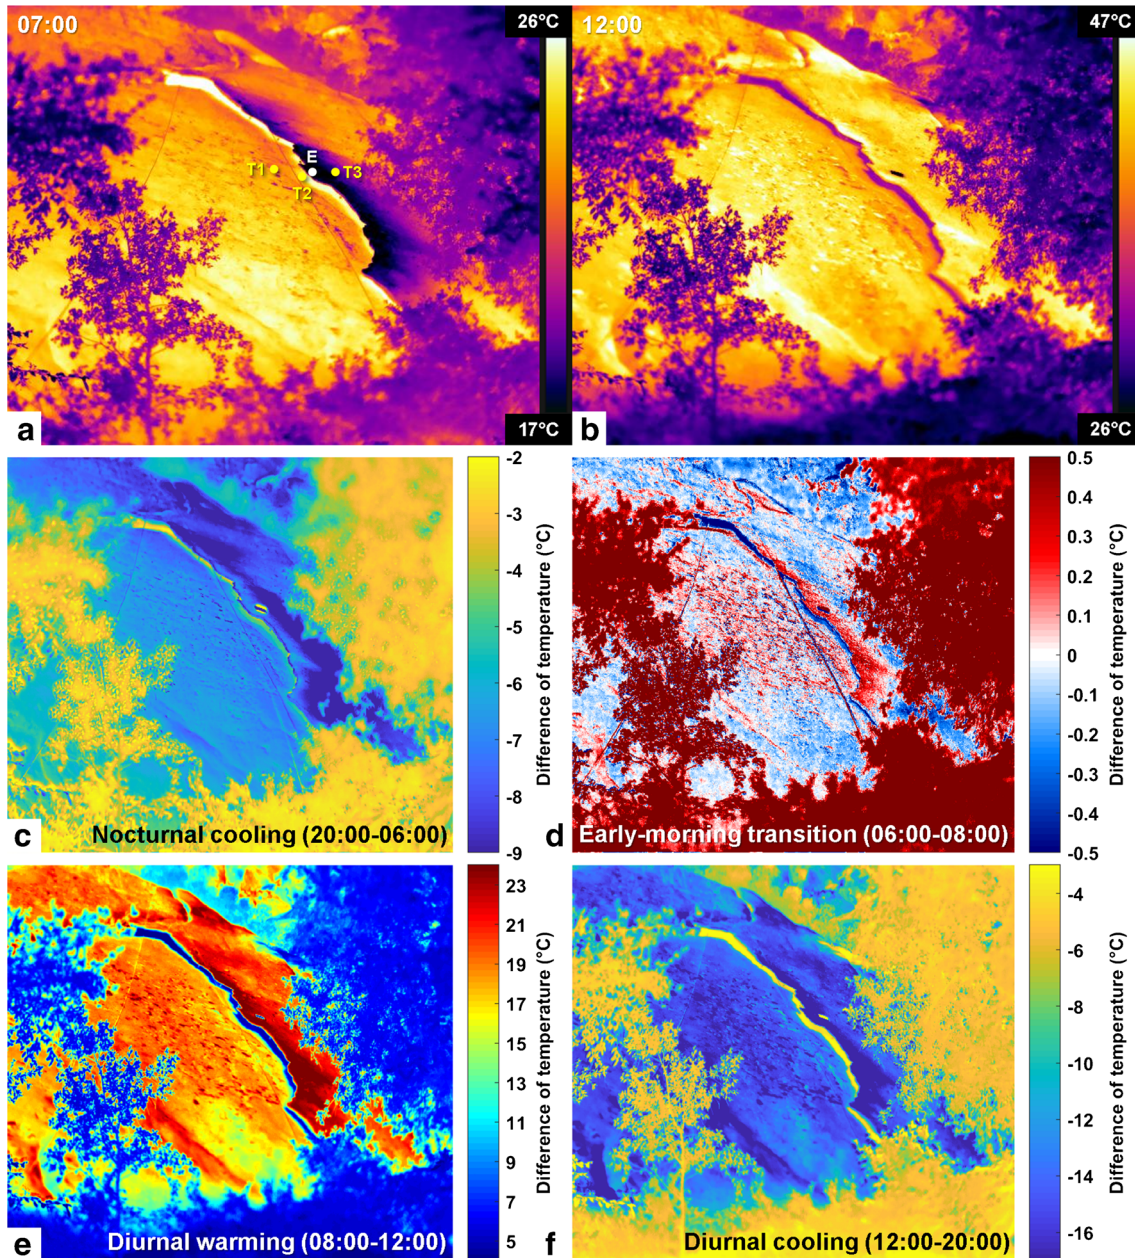 07:00
26°C
12:00
47°C
E
T1
T3
T2
a
17°C
b
26°C
-2
-3
-4
-5
-6
-7
-8
-9
Difference of temperature (°C)
c
Nocturnal cooling (20:00-06:00)
0.5
0.4
0.3
0.2
0.1
0
-0.1
-0.2
-0.3
-0.4
-0.5
Difference of temperature (°C)
d
Early-morning transition (06:00-08:00)
23
21
19
17
15
13
11
9
7
5
Difference of temperature (°C)
e
Diurnal warming (08:00-12:00)
-4
-6
-8
-10
-12
-14
-16
Difference of temperature (°C)
f
Diurnal cooling (12:00-20:00)